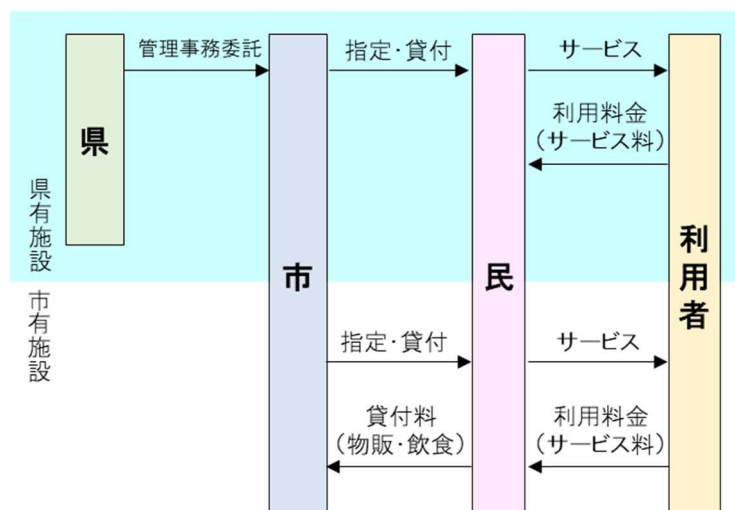 管理事務委託
指定・貸付
サービス
県
利用料金
（サービス料）
県有施設
市
民
利用者
市有施設
指定・貸付
サービス
貸付料
（物販・飲食）
利用料金
（サービス料）